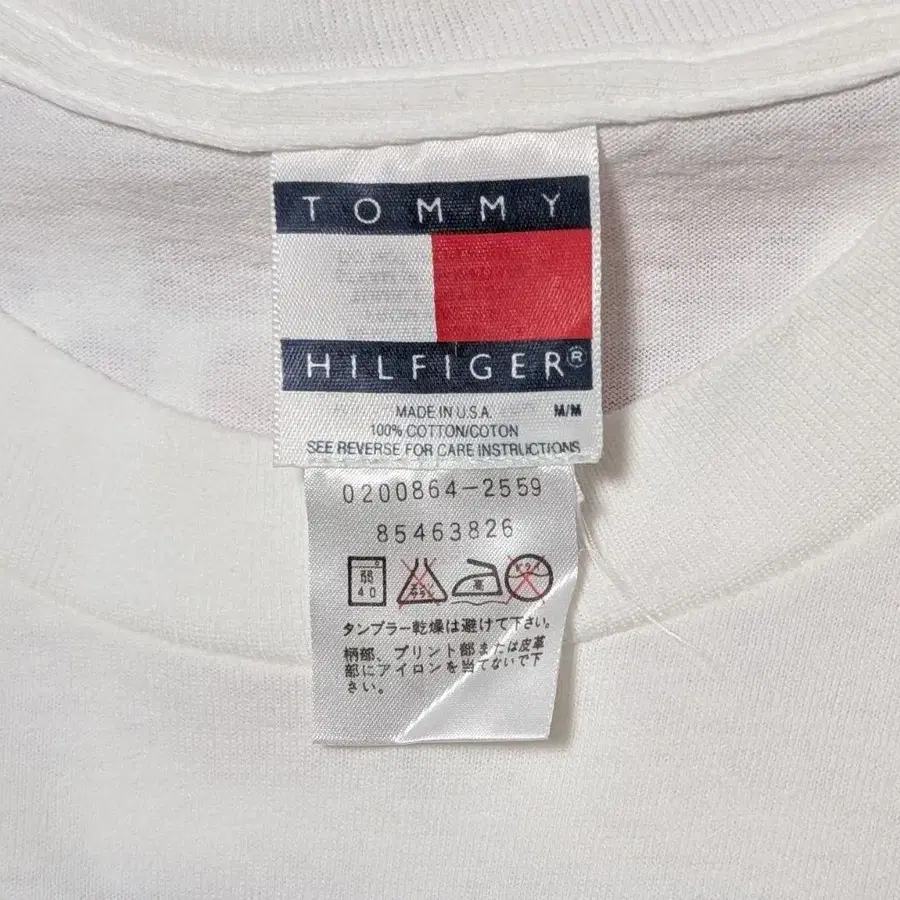 TOMMY
HILFIGER®
MADE IN U.S.A. M/M
100% COTTON/COTON
SEE REVERSE FOR CARE INSTRUCTIONS
0200864-2559
85463826
40
高
タンブラー乾燥は避けて下さい。
柄部、プリント部または皮革
部にアイロンを当てないで下
さい。